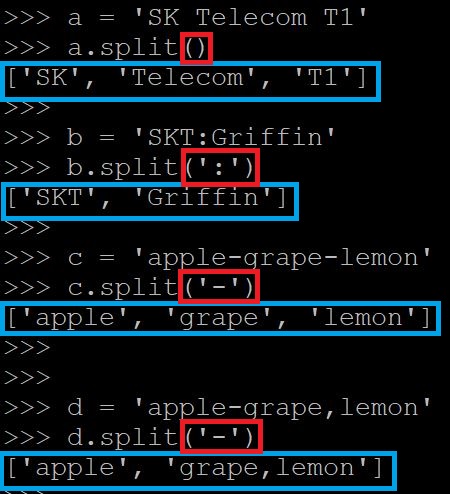 >>> a = 'SK Telecom T1'
>>> a.split()
['SK', 'Telecom', 'T1']
>>>
>>> b = 'SKT:Griffin'
>>> b.split(':')
['SKT', 'Griffin']
>>>
>>> c = 'apple-grape-lemon'
>>> c.split('-')
['apple', 'grape', 'lemon']
>>>
>>>
>>> d = 'apple-grape,lemon'
>>> d.split('-')
['apple', 'grape,lemon']